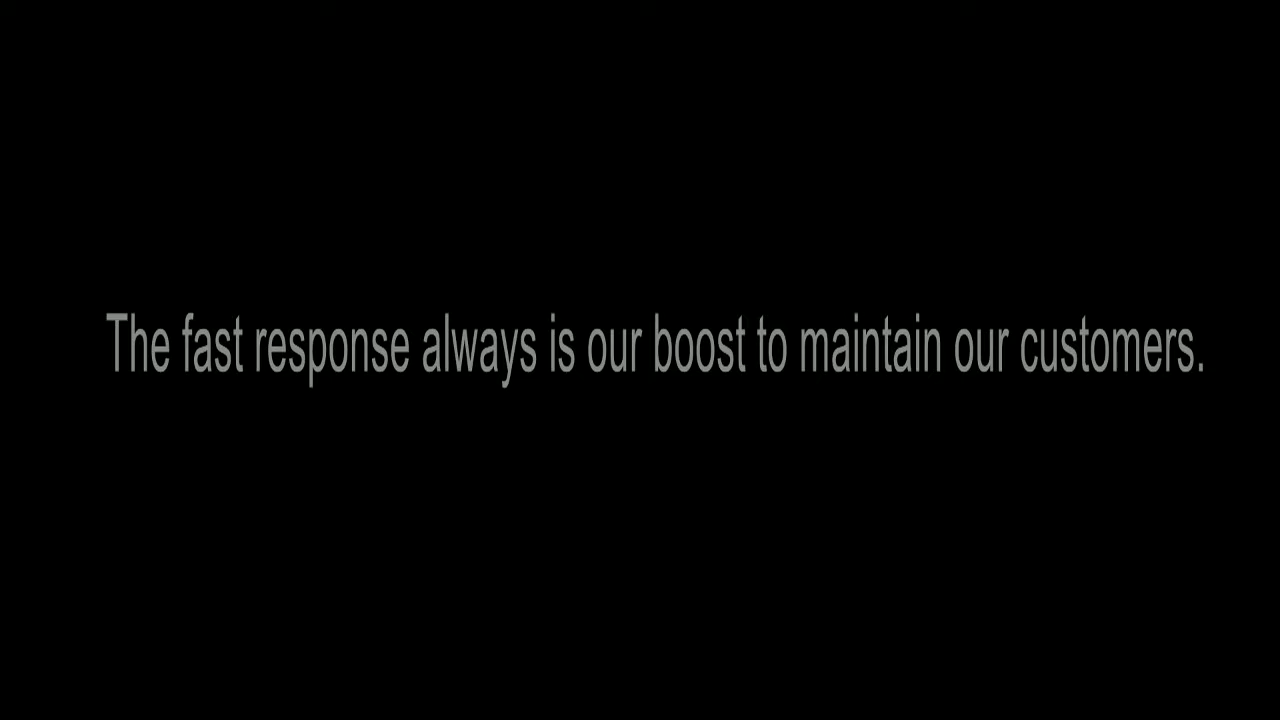 The fast response always is our boost to maintain our customers.